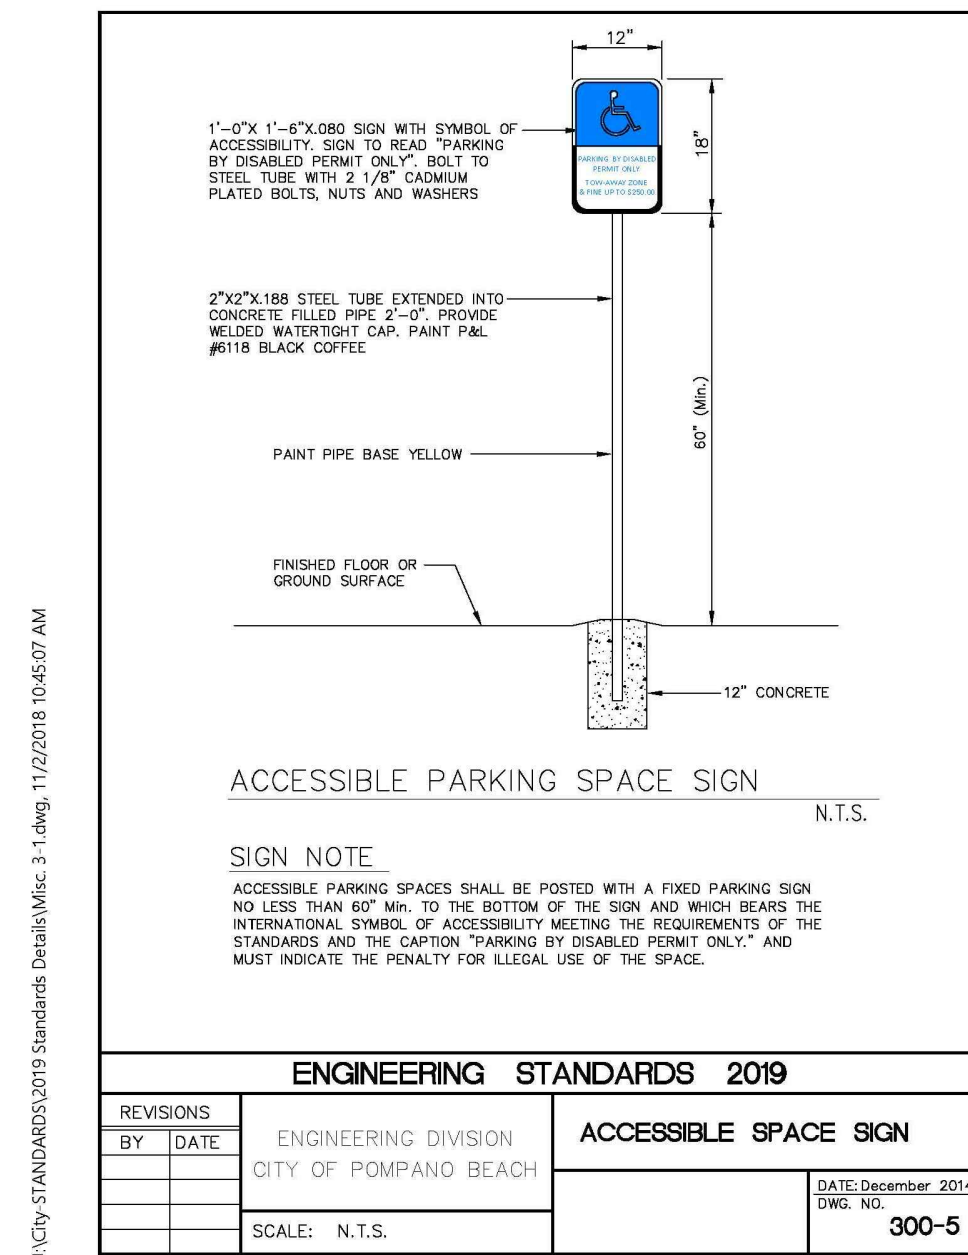 12"
1'-0"X 1'-6"X.080 SIGN WITH SYMBOL OF
ACCESSIBILITY. SIGN TO READ "PARKING
BY DISABLED PERMIT ONLY". BOLT TO
STEEL TUBE WITH 2 1/8" CADMIUM
PLATED BOLTS, NUTS AND WASHERS
PARKING BY DISABLED
PERMIT ONLY
TOW-AWAY ZONE
& FINE UP TO $250.00
18"
2"X2"X.188 STEEL TUBE EXTENDED INTO
CONCRETE FILLED PIPE 2'-0". PROVIDE
WELDED WATERTIGHT CAP. PAINT P&L
#6118 BLACK COFFEE
60" (Min.)
PAINT PIPE BASE YELLOW
FINISHED FLOOR OR
GROUND SURFACE
12" CONCRETE
ACCESSIBLE PARKING SPACE SIGN
N.T.S.
SIGN NOTE
ACCESSIBLE PARKING SPACES SHALL BE POSTED WITH A FIXED PARKING SIGN
NO LESS THAN 60" Min. TO THE BOTTOM OF THE SIGN AND WHICH BEARS THE
INTERNATIONAL SYMBOL OF ACCESSIBILITY MEETING THE REQUIREMENTS OF THE
STANDARDS AND THE CAPTION "PARKING BY DISABLED PERMIT ONLY." AND
MUST INDICATE THE PENALTY FOR ILLEGAL USE OF THE SPACE.
ENGINEERING STANDARDS 2019
REVISIONS
BY DATE
ENGINEERING DIVISION
CITY OF POMPANO BEACH
SCALE: N.T.S.
ACCESSIBLE SPACE SIGN
DATE: December 2014
DWG. NO.
300-5
:\City-STANDARDS\2019 Standards Details\Misc. 3-1.dwg, 11/2/2018 10:45:07 AM